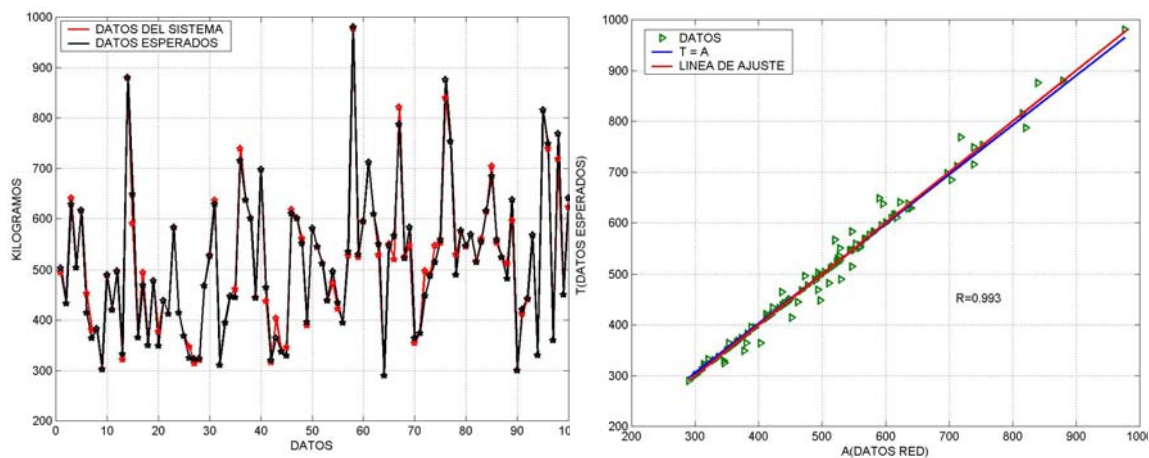 DATOS DEL SISTEMA
DATOS ESPERADOS
KILOGRAMOS
1000
900
800
700
600
500
400
300
200
0 10 20 30 40 50 60 70 80 90 100
DATOS
DATOS
T = A
LINEA DE AJUSTE
T(DATOS ESPERADOS)
1000
900
800
700
600
500
400
300
200
R=0.993
200 300 400 500 600 700 800 900 1000
A(DATOS RED)